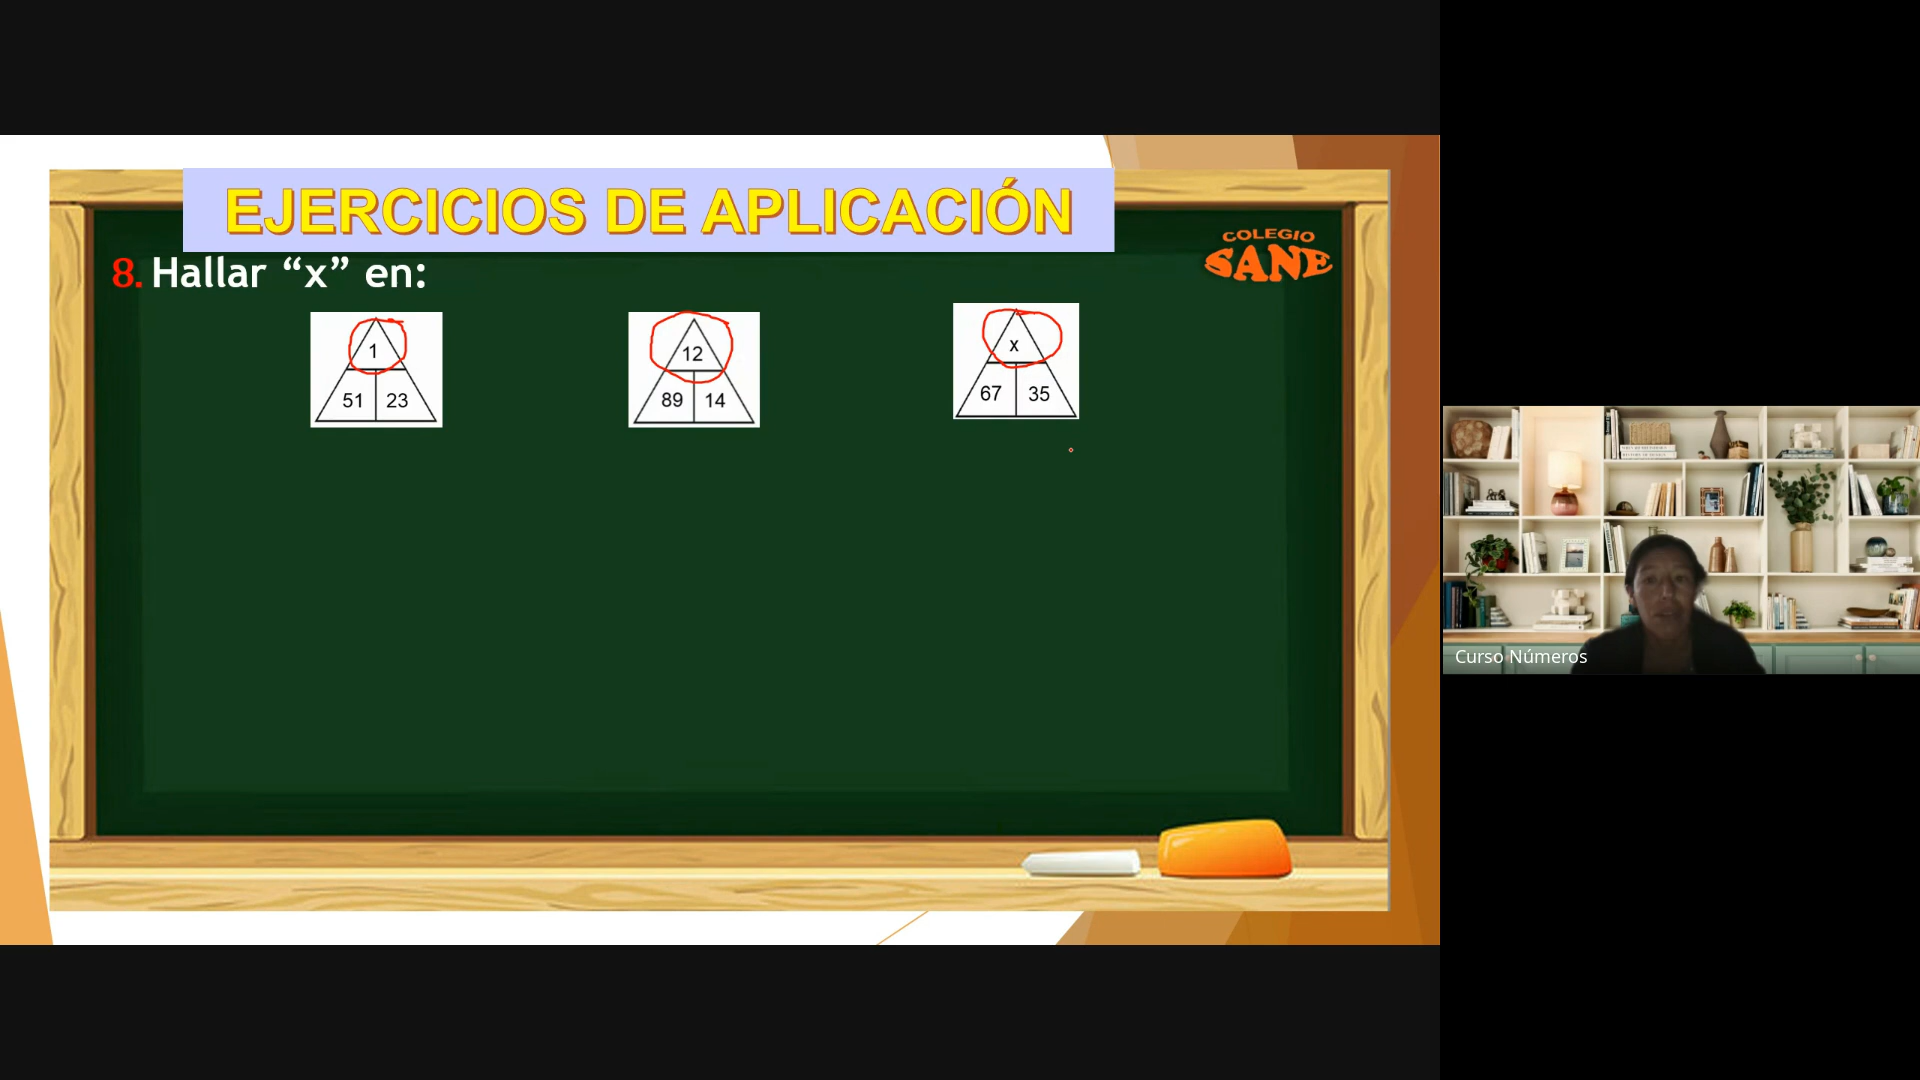 EJERCICIOS DE APLICACIÓN
COLEGIO
SANE
8. Hallar “x” en:
1
51 23
12
89 14
x
67 35
Curso Números